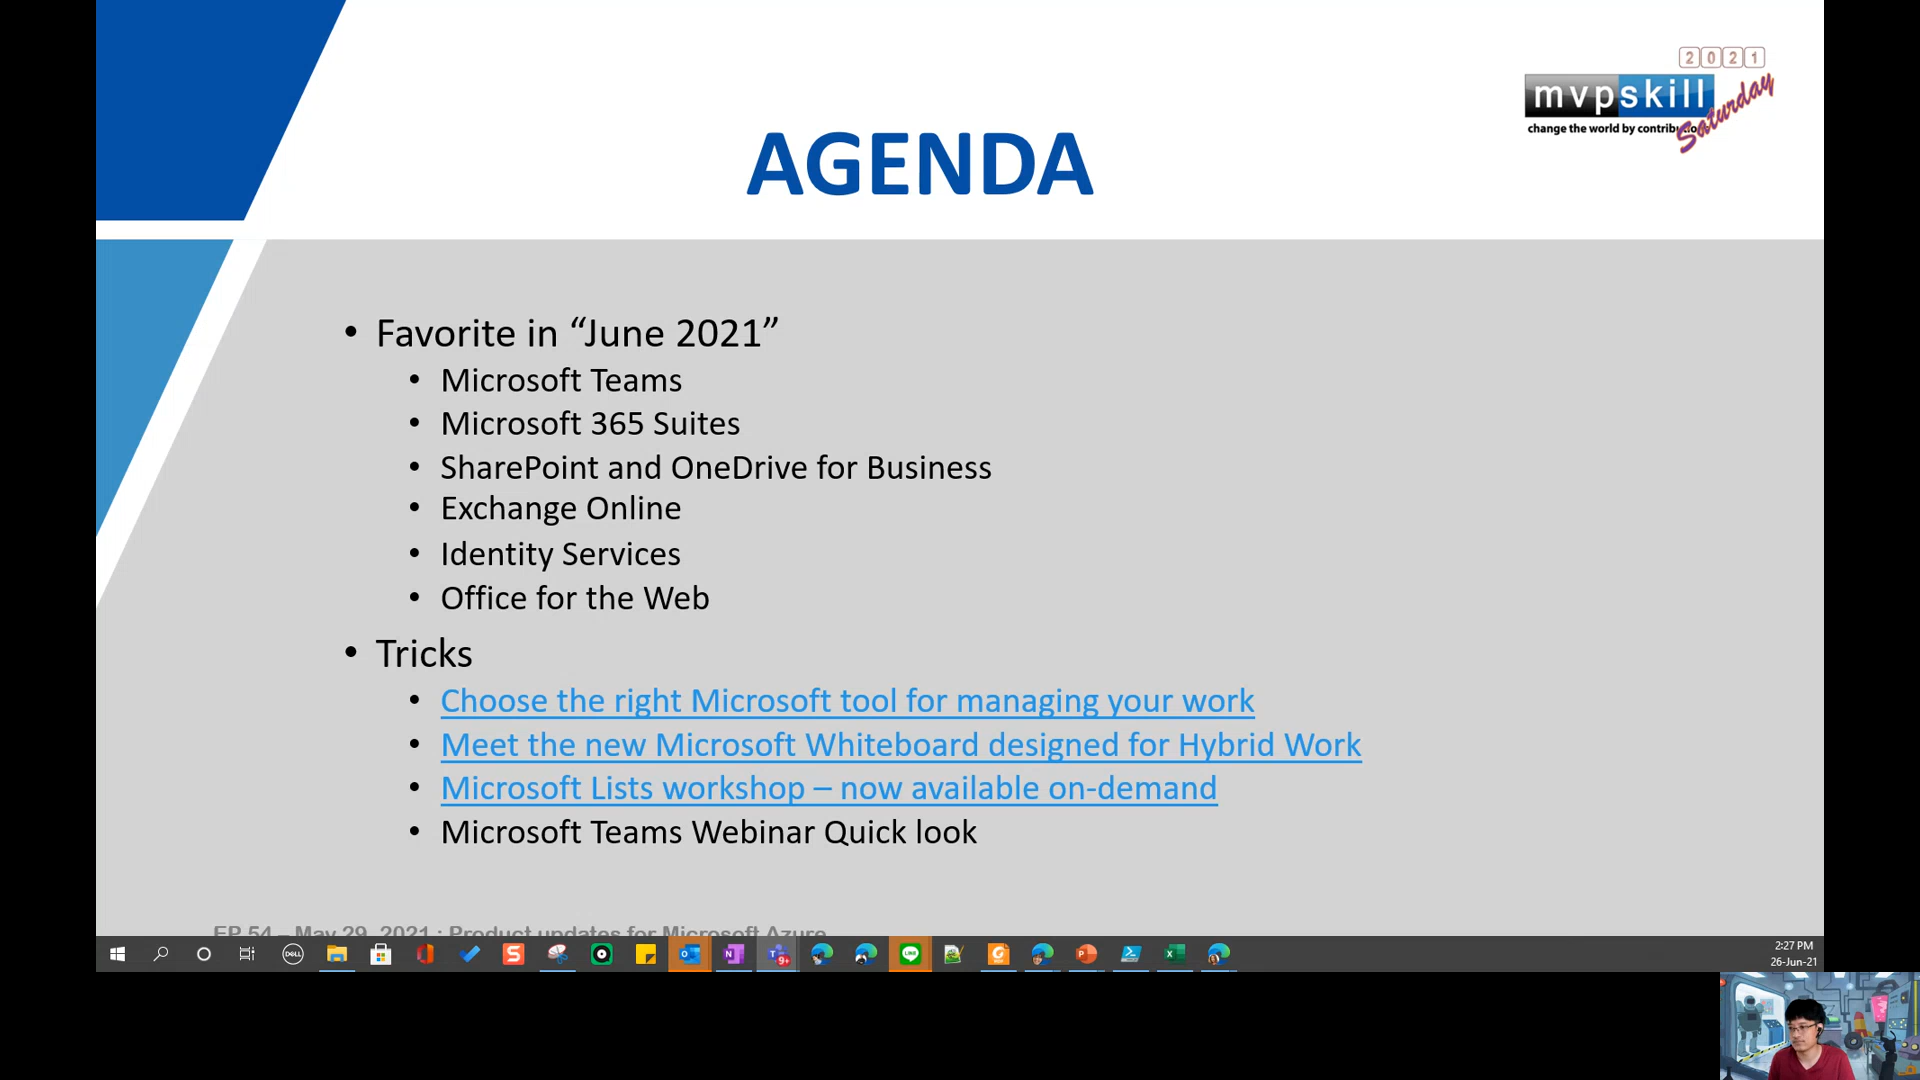 2021
mvpskill
Saturday
change the world by contribution
AGENDA
• Favorite in “June 2021”
• Microsoft Teams
• Microsoft 365 Suites
• SharePoint and OneDrive for Business
• Exchange Online
• Identity Services
• Office for the Web
• Tricks
• Choose the right Microsoft tool for managing your work
• Meet the new Microsoft Whiteboard designed for Hybrid Work
• Microsoft Lists workshop – now available on-demand
• Microsoft Teams Webinar Quick look
EP 54 – May 29, 2021 : Product updates for Microsoft Azure
DELL
9+
LINE
2:27 PM
26-Jun-21